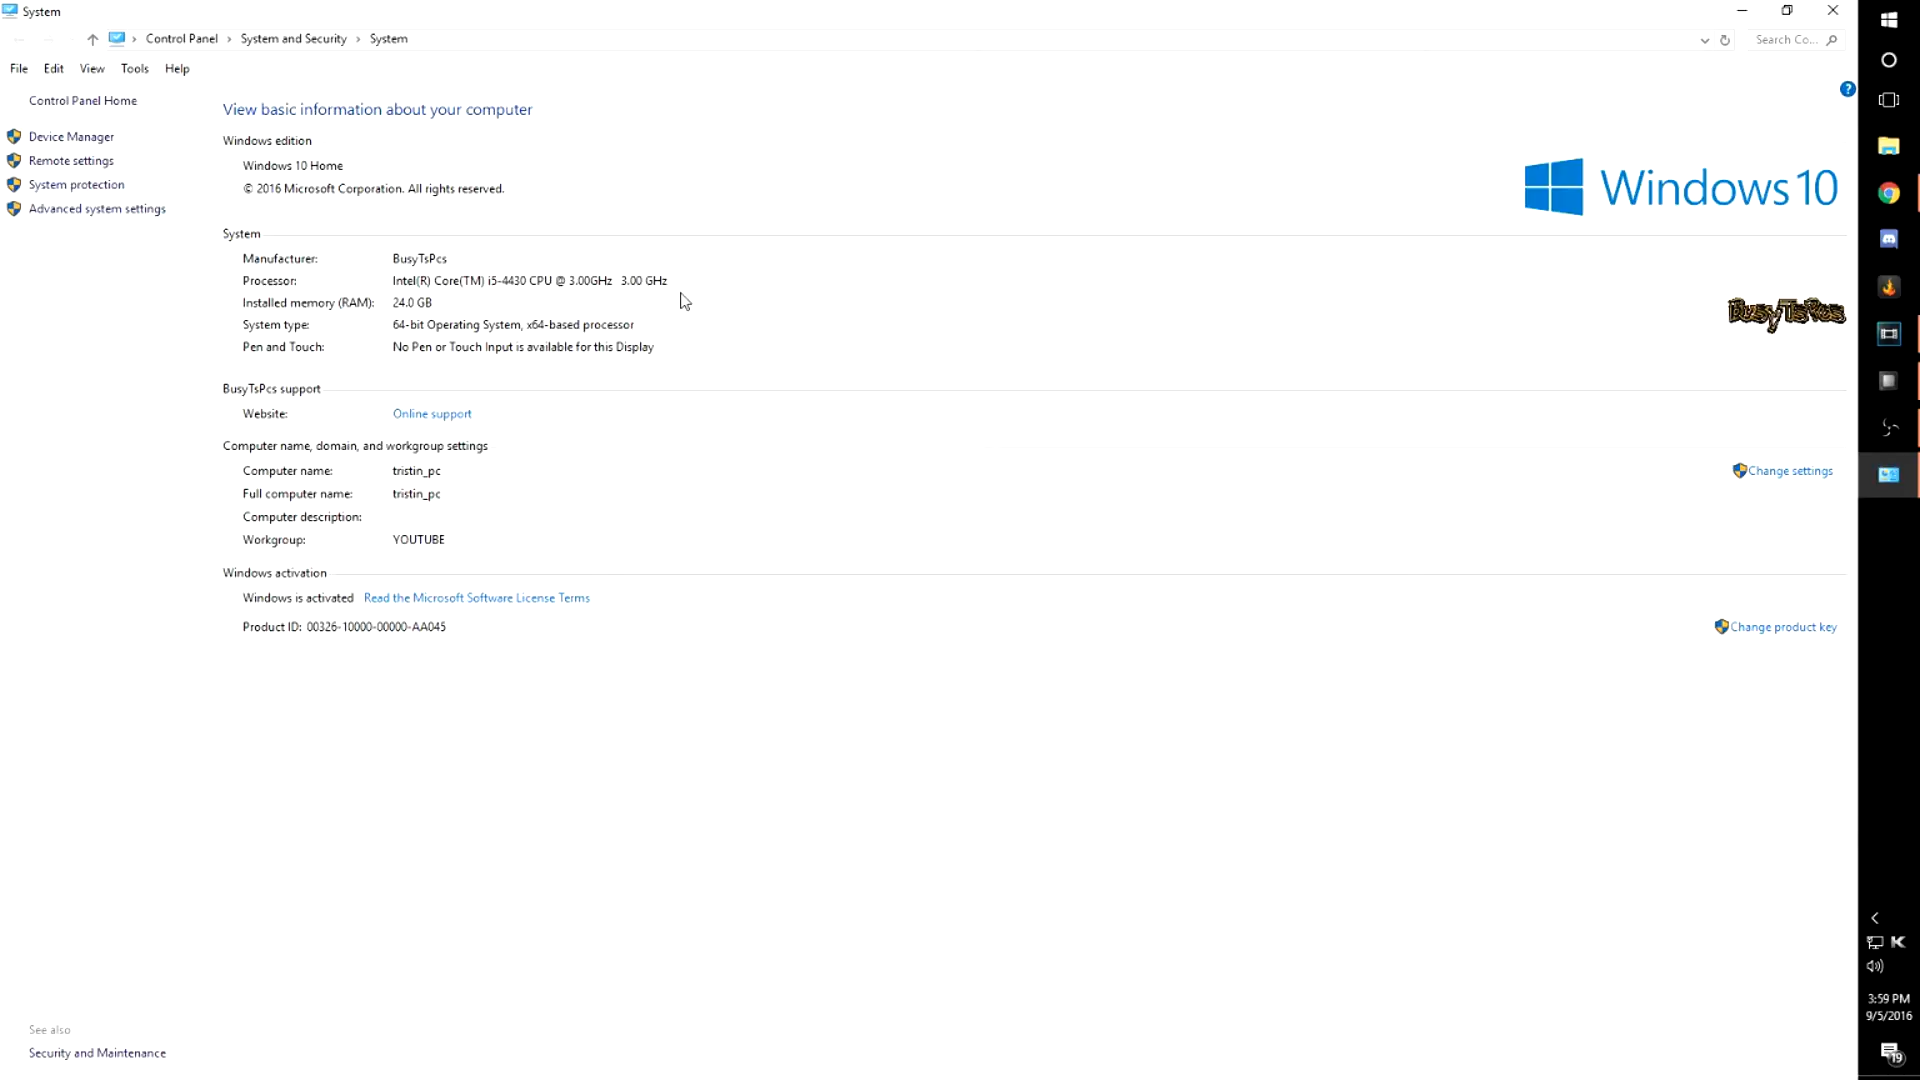 System
Control Panel › System and Security › System
Search Co...
File Edit View Tools Help
Control Panel Home
Device Manager
Remote settings
System protection
Advanced system settings
View basic information about your computer
Windows edition
Windows 10 Home
© 2016 Microsoft Corporation. All rights reserved.
Windows 10
System
Manufacturer: BusyTsPcs
Processor: Intel(R) Core(TM) i5-4430 CPU @ 3.00GHz 3.00 GHz
Installed memory (RAM): 24.0 GB
System type: 64-bit Operating System, x64-based processor
Pen and Touch: No Pen or Touch Input is available for this Display
BusyTsPcs
BusyTsPcs support
Website: Online support
Computer name, domain, and workgroup settings
Computer name: tristin_pc
Change settings
Full computer name: tristin_pc
Computer description:
Workgroup: YOUTUBE
Windows activation
Windows is activated Read the Microsoft Software License Terms
Product ID: 00326-10000-00000-AA045
Change product key
See also
Security and Maintenance
3:59 PM
9/5/2016
19